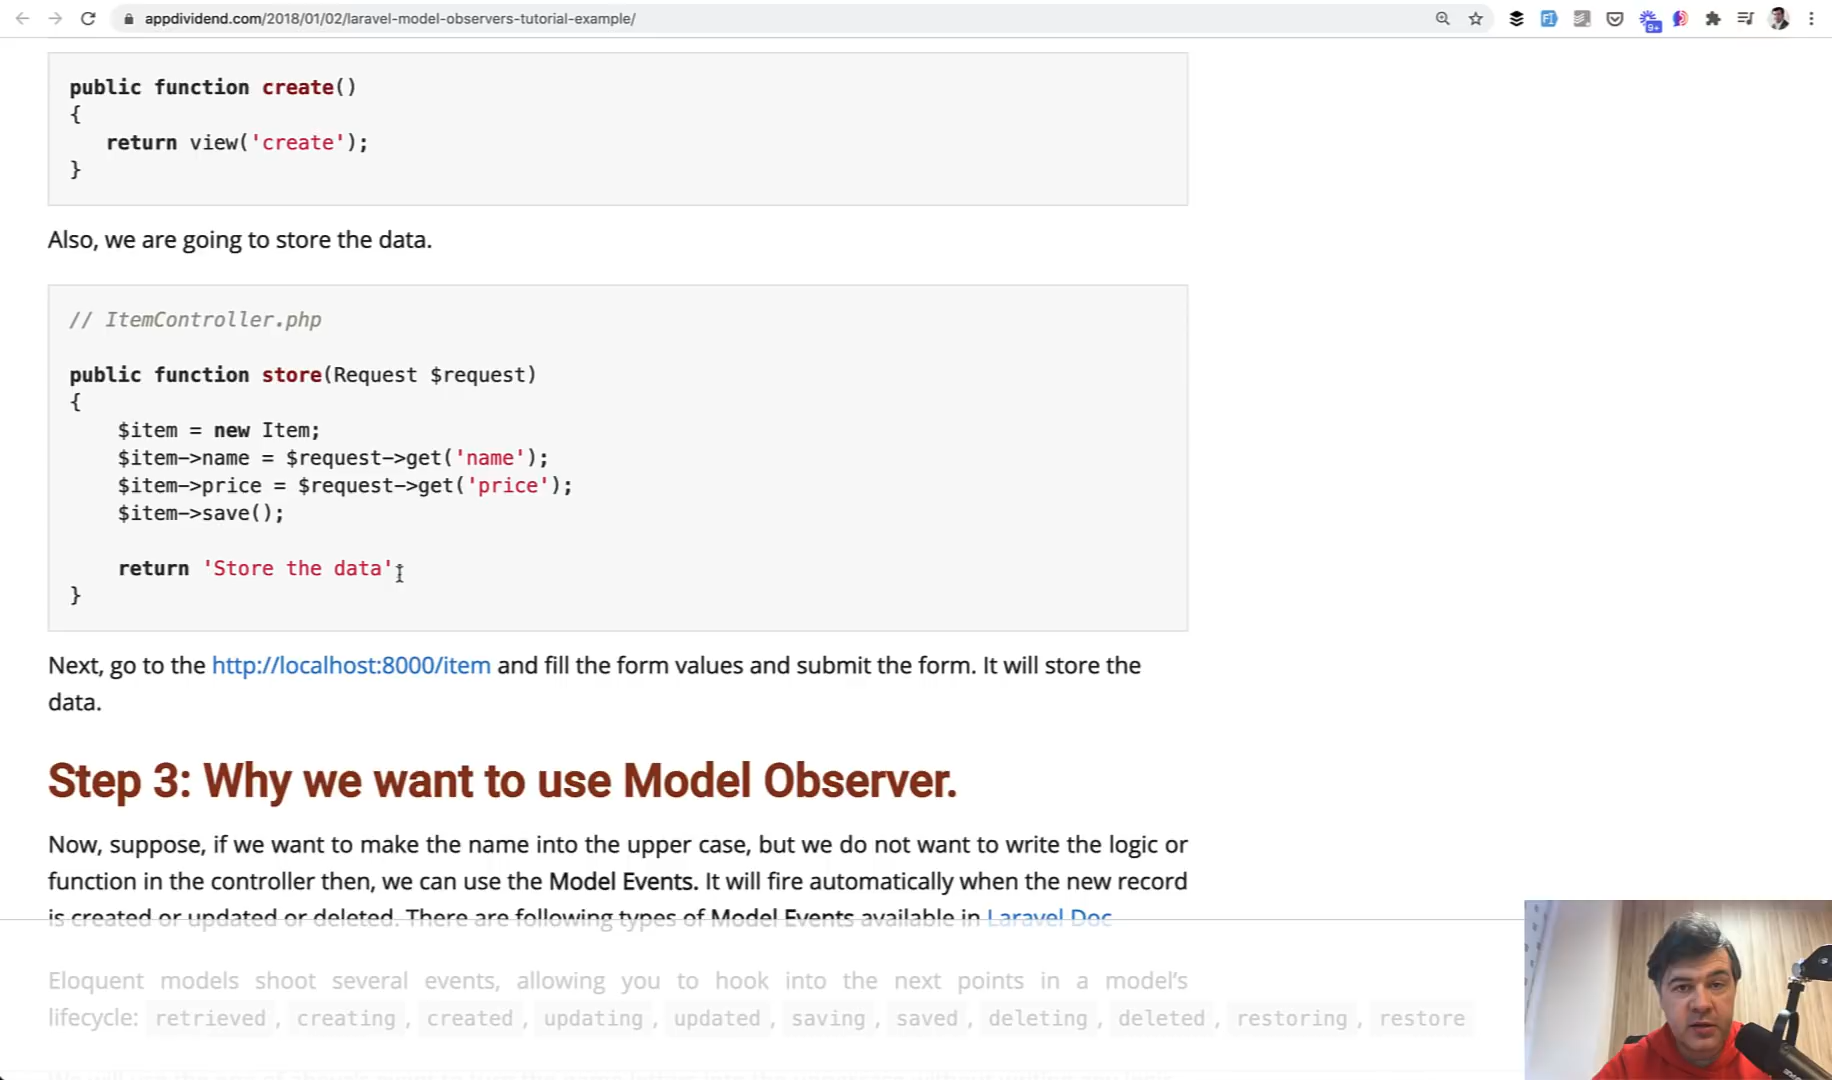 appdividend.com/2018/01/02/laravel-model-observers-tutorial-example/
9+
public function create()
{
return view('create');
}
Also, we are going to store the data.
// ItemController.php
public function store(Request $request)
{
$item = new Item;
$item->name = $request->get('name');
$item->price = $request->get('price');
$item->save();
return 'Store the data'
}
Next, go to the http://localhost:8000/item and fill the form values and submit the form. It will store the
data.
Step 3: Why we want to use Model Observer.
Now, suppose, if we want to make the name into the upper case, but we do not want to write the logic or
function in the controller then, we can use the Model Events. It will fire automatically when the new record
is created or updated or deleted. There are following types of Model Events available in Laravel Doc
Eloquent models shoot several events, allowing you to hook into the next points in a model's
lifecycle: retrieved, creating, created, updating, updated, saving, saved, deleting, deleted, restoring, restore